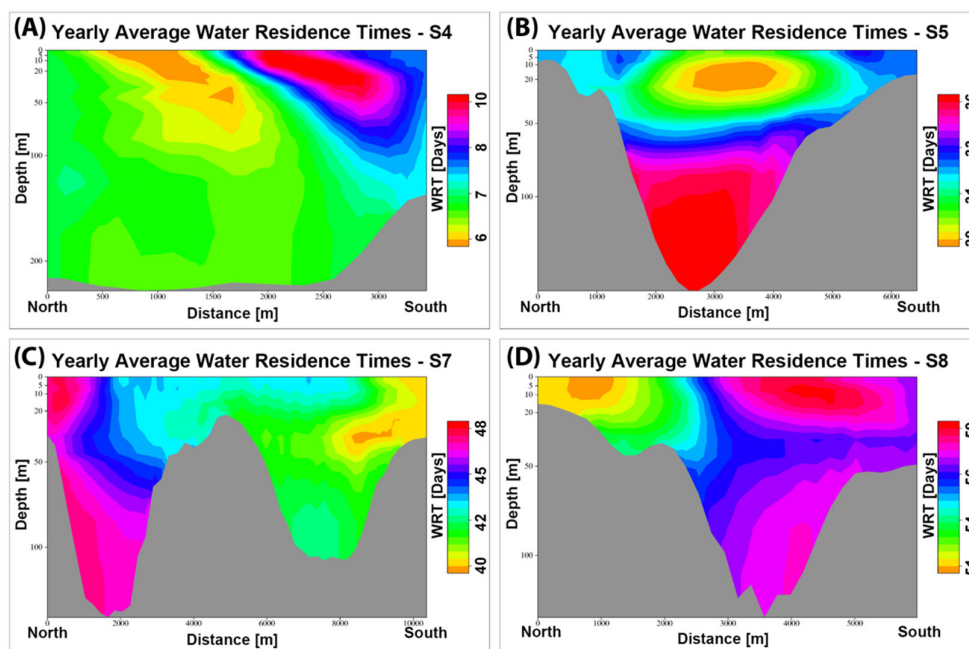 (A) Yearly Average Water Residence Times - S4
0
5
10
20
50
100
200
Depth [m]
0 500 1000 1500 2000 2500 3000
North South
Distance [m]
10
8
7
6
WRT [Days]
(B) Yearly Average Water Residence Times - S5
0
5
10
20
50
100
Depth [m]
0 1000 2000 3000 4000 5000 6000
North South
Distance [m]
WRT [Days]
(C) Yearly Average Water Residence Times - S7
0
5
20
50
100
Depth [m]
2000 4000 6000 8000 10000
North South
Distance [m]
48
45
42
40
WRT [Days]
(D) Yearly Average Water Residence Times - S8
0
5
10
20
50
100
Depth [m]
0 1000 2000 3000 4000 5000
North South
Distance [m]
WRT [Days]